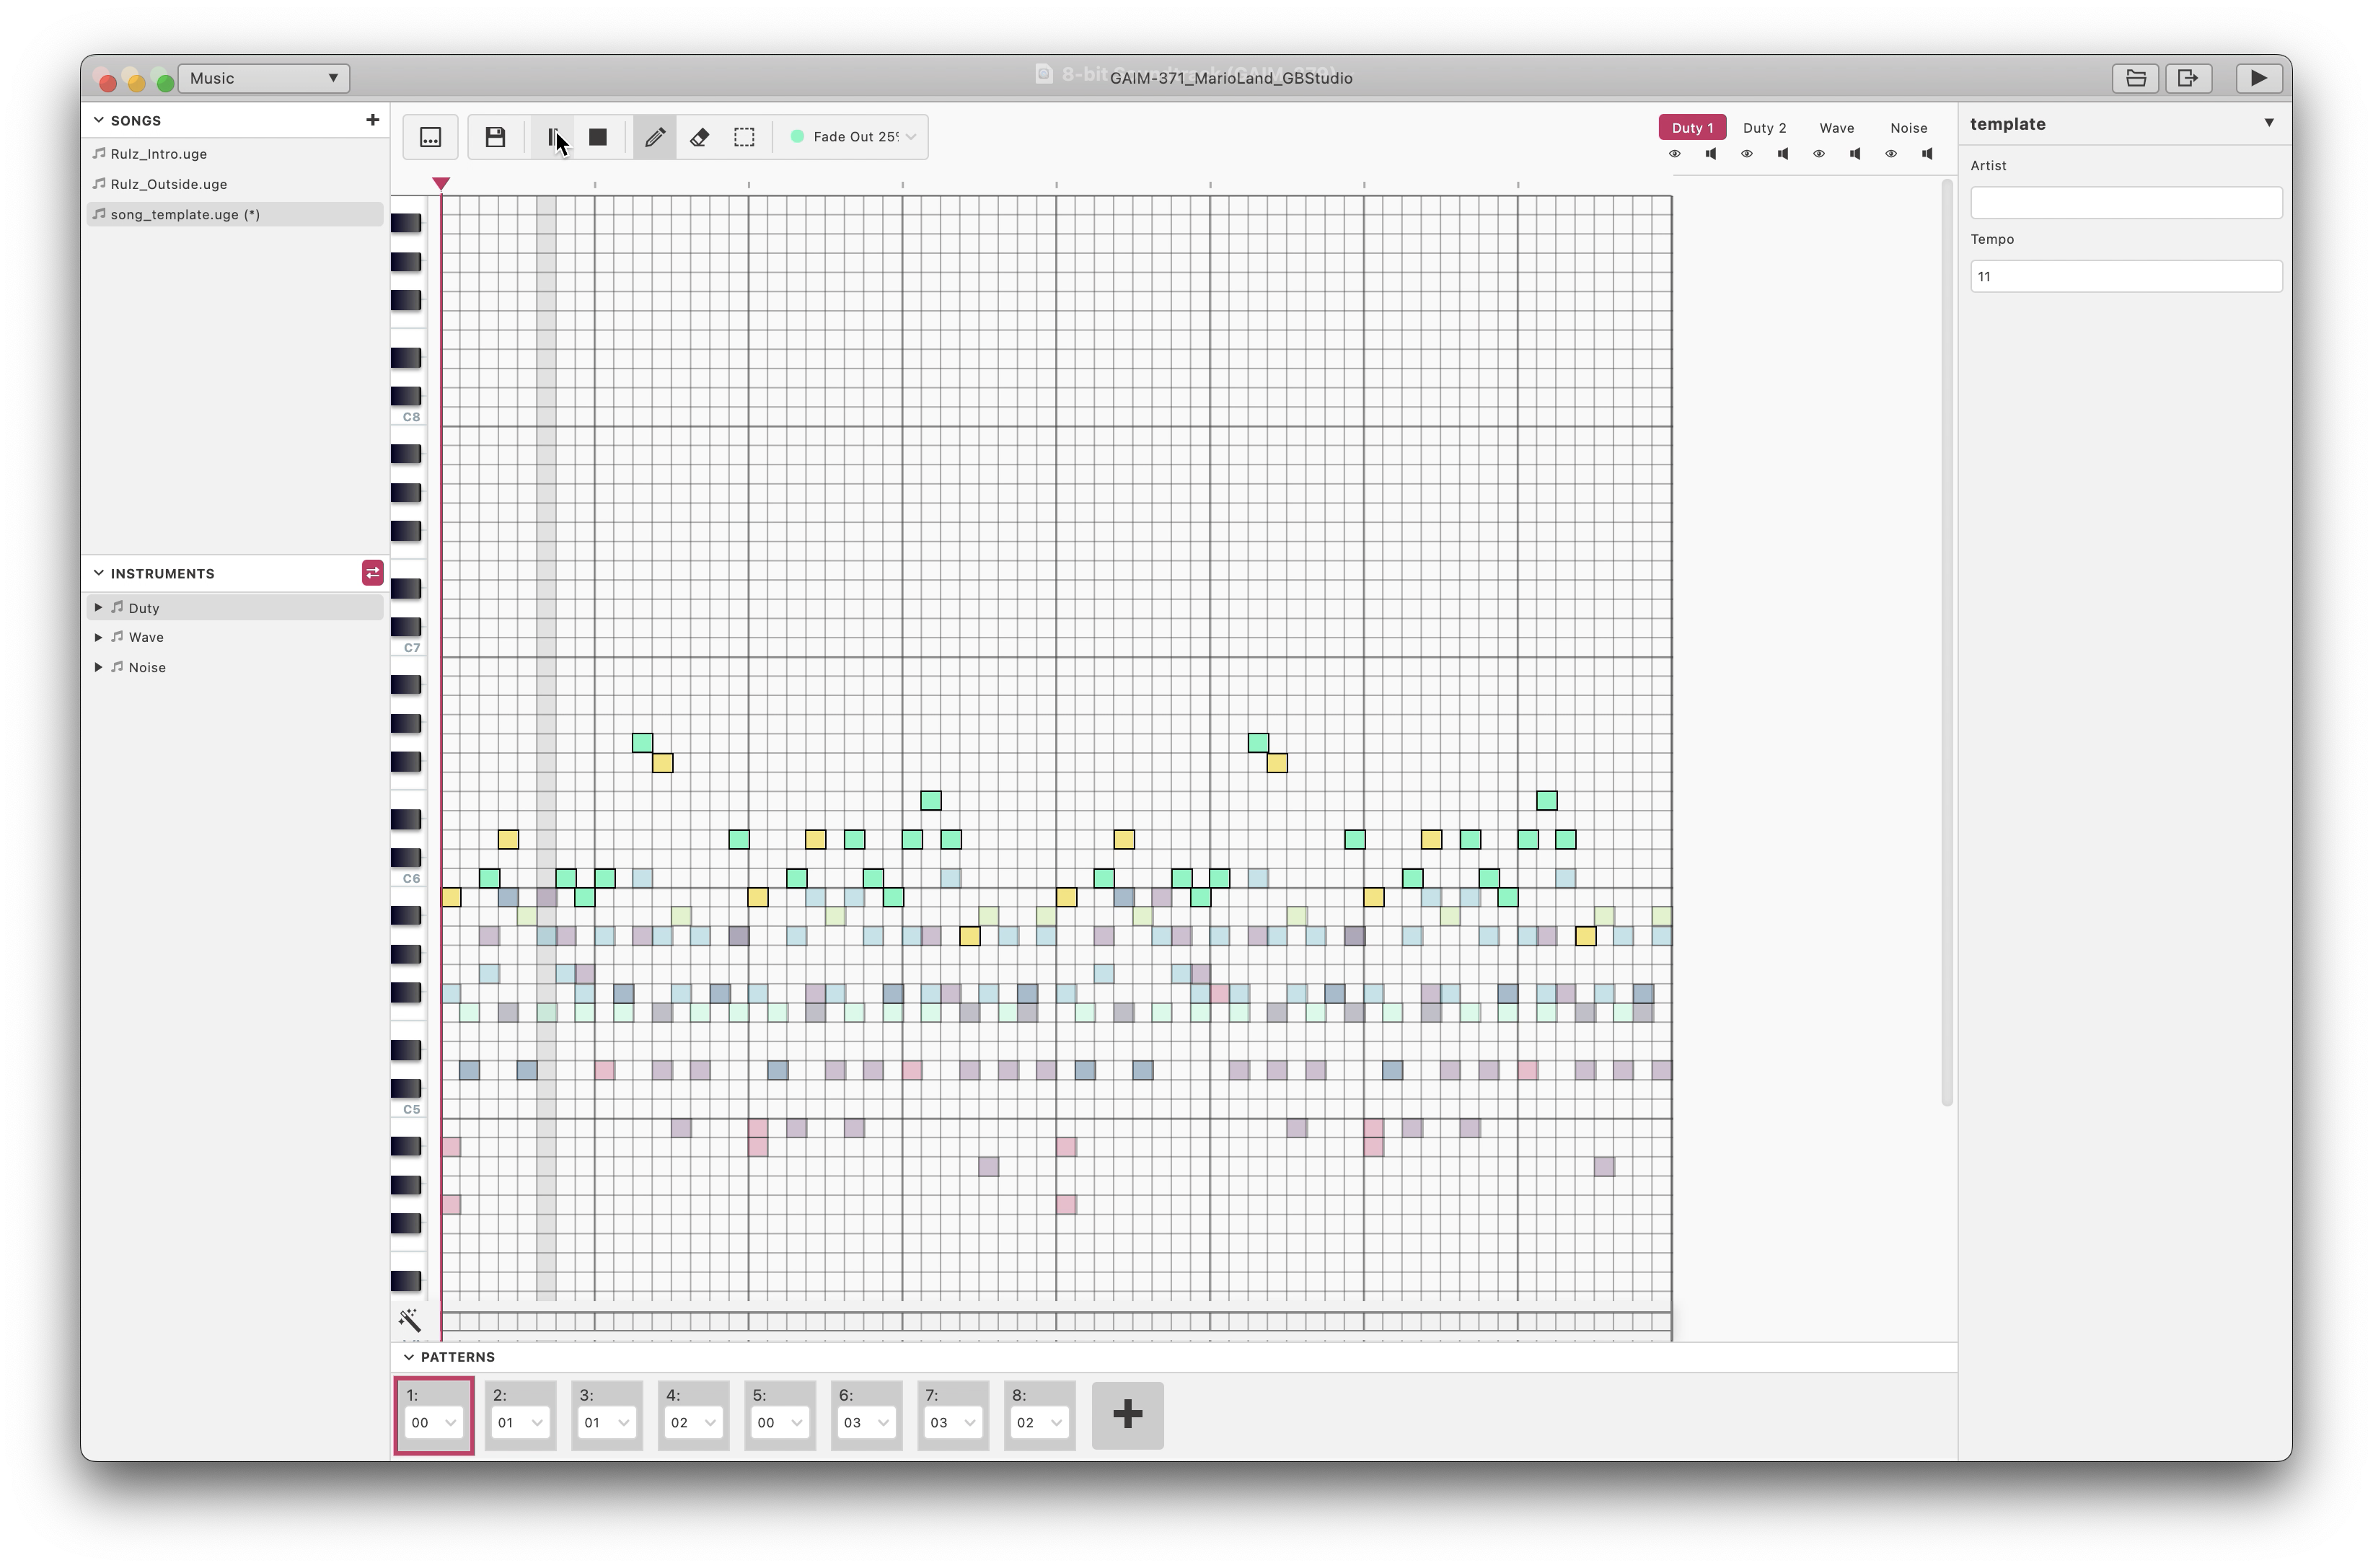 Music
8-bit
GAIM-371_MarioLand_GBStudio
SONGS
Rulz_Intro.uge
Rulz_Outside.uge
song_template.uge (*)
INSTRUMENTS
Duty
Wave
Noise
Fade Out 25%
Duty 1
Duty 2
Wave
Noise
template
Artist
Tempo
11
C8
C7
C6
C5
PATTERNS
1:
00
2:
01
3:
01
4:
02
5:
00
6:
03
7:
03
8:
02